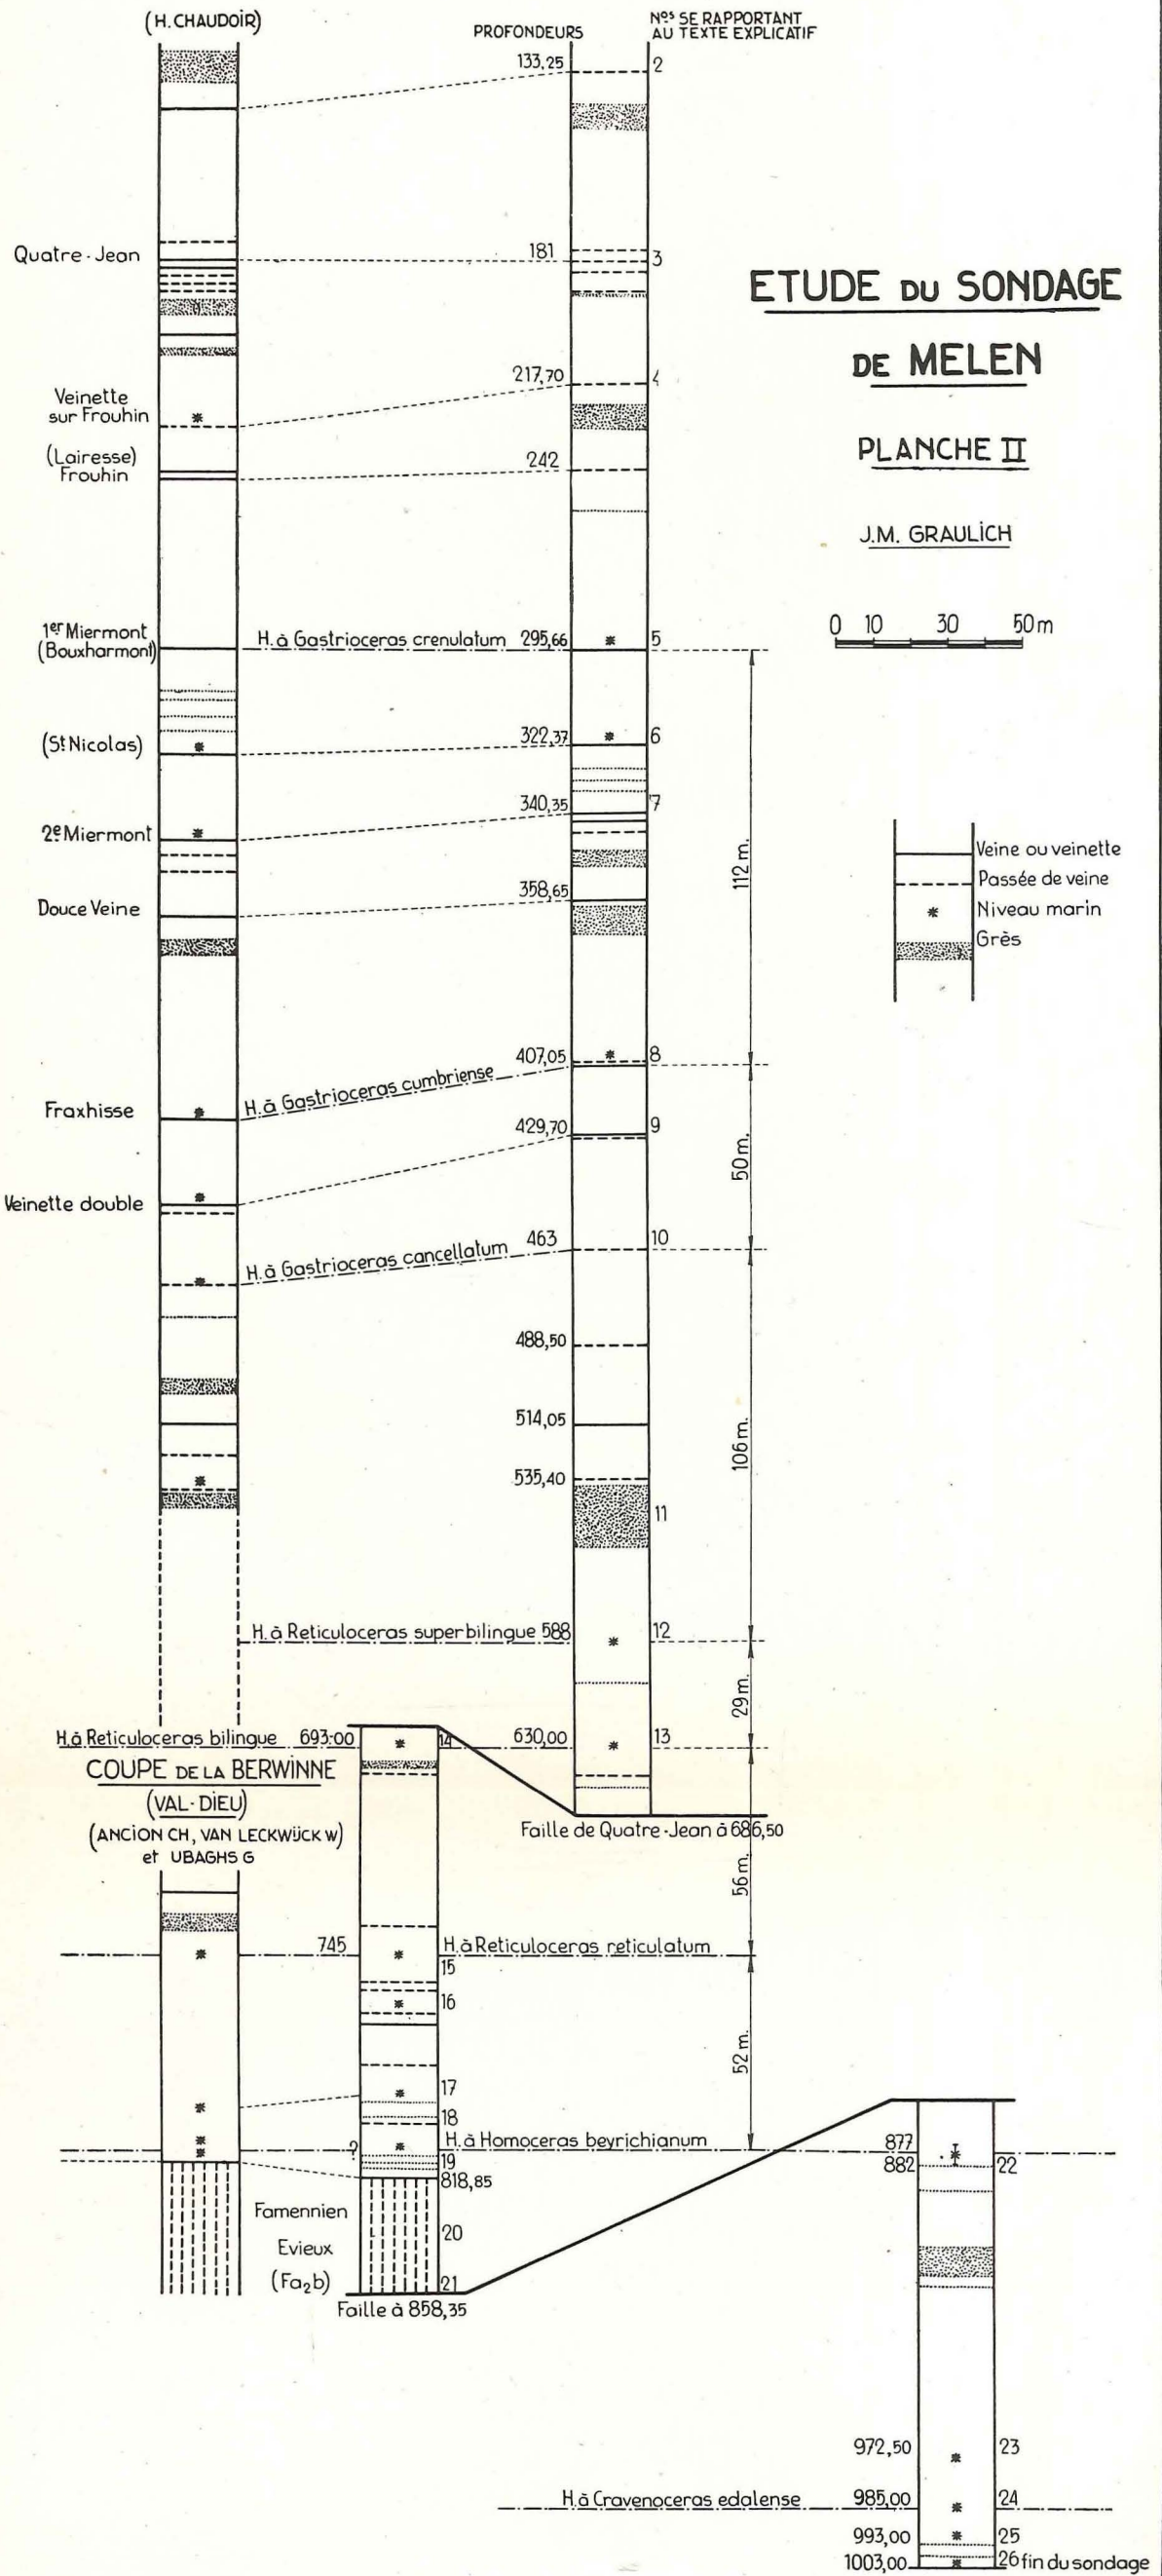 (H. CHAUDOIR)
PROFONDEURS
Nos SE RAPPORTANT
AU TEXTE EXPLICATIF
133,25
2
Quatre-Jean
181
3
ETUDE DU SONDAGE
DE MELEN
PLANCHE II
J.M. GRAULICH
0 10 30 50m
Veinette
sur Frouhin
217,70
4
(Lairesse)
Frouhin
242
1er Miermont
(Bouxharmont)
H. à Gastrioceras crenulatum 295,66
5
(St Nicolas)
322,37
6
340,35
7
2e Miermont
112 m.
Veine ou veinette
Passée de veine
Niveau marin
Grès
Douce Veine
358,65
407,05
8
Fraxhisse
H. à Gastrioceras cumbriense
429,70
9
50m.
Veinette double
H. à Gastrioceras cancellatum
463
10
488,50
514,05
106 m.
535,40
11
H. à Reticuloceras superbilingue 588
12
29 m.
H. à Reticuloceras bilingue 693.00
14
630,00
13
COUPE DE LA BERWINNE
(VAL-DIEU)
(ANCION CH, VAN LECKWIJCK W)
et UBAGHS G
Faille de Quatre-Jean à 686,50
56 m.
745
H. à Reticuloceras reticulatum
15
16
52 m.
17
18
?
H. à Homoceras beyrichianum
19
818,85
877
882
22
Famennien
Evieux
(Fa2b)
20
21
Faille à 858,35
972,50
23
H. à Cravenoceras edalense
985,00
24
993,00
25
1003,00
26 fin du sondage